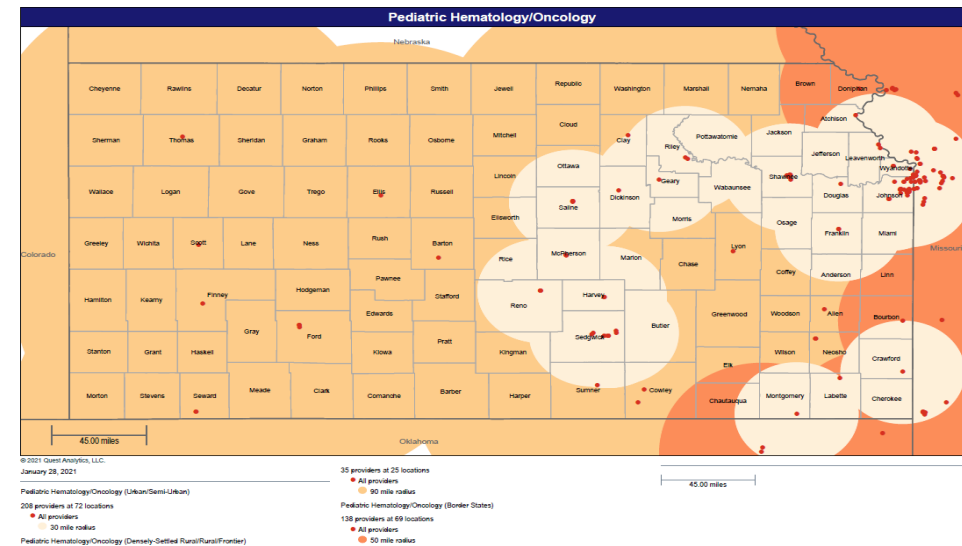 Pediatric Hematology/Oncology
Nebraska
Cheyenne Rawlins Decatur Norton Phillips Smith Jewell Republic Washington Marshall Nemaha Brown Doniphan
Atchison
Sherman Thomas Sheridan Graham Rooks Osborne Mitchell Cloud Clay Riley Pottawatomie Jackson
Jefferson Leavenworth
Wyandotte
Wallace Logan Gove Trego Ellis Russell Lincoln Ottawa Saline Dickinson Geary Wabaunsee Shawnee Douglas Johnson
Morris Osage
Colorado Greeley Wichita Scott Lane Ness Rush Barton Ellsworth Rice McPherson Marion Chase Lyon Franklin Miami Missouri
Hamilton Kearny Finney Hodgeman Pawnee Stafford Reno Harvey Coffey Anderson Linn
Edwards
Gray Ford Sedgwick Butler Greenwood Woodson Allen Bourbon
Stanton Grant Haskell Kiowa Pratt Kingman Elk Wilson Neosho Crawford
Morton Stevens Seward Meade Clark Comanche Barber Harper Sumner Cowley Chautauqua Montgomery Labette Cherokee
45.00 miles
Oklahoma
© 2021 Quest Analytics, LLC.
January 28, 2021
Pediatric Hematology/Oncology (Urban/Semi-Urban)
208 providers at 72 locations
All providers
30 mile radius
Pediatric Hematology/Oncology (Densely-Settled Rural/Rural/Frontier)
35 providers at 25 locations
All providers
90 mile radius
Pediatric Hematology/Oncology (Border States)
138 providers at 69 locations
All providers
50 mile radius
45.00 miles